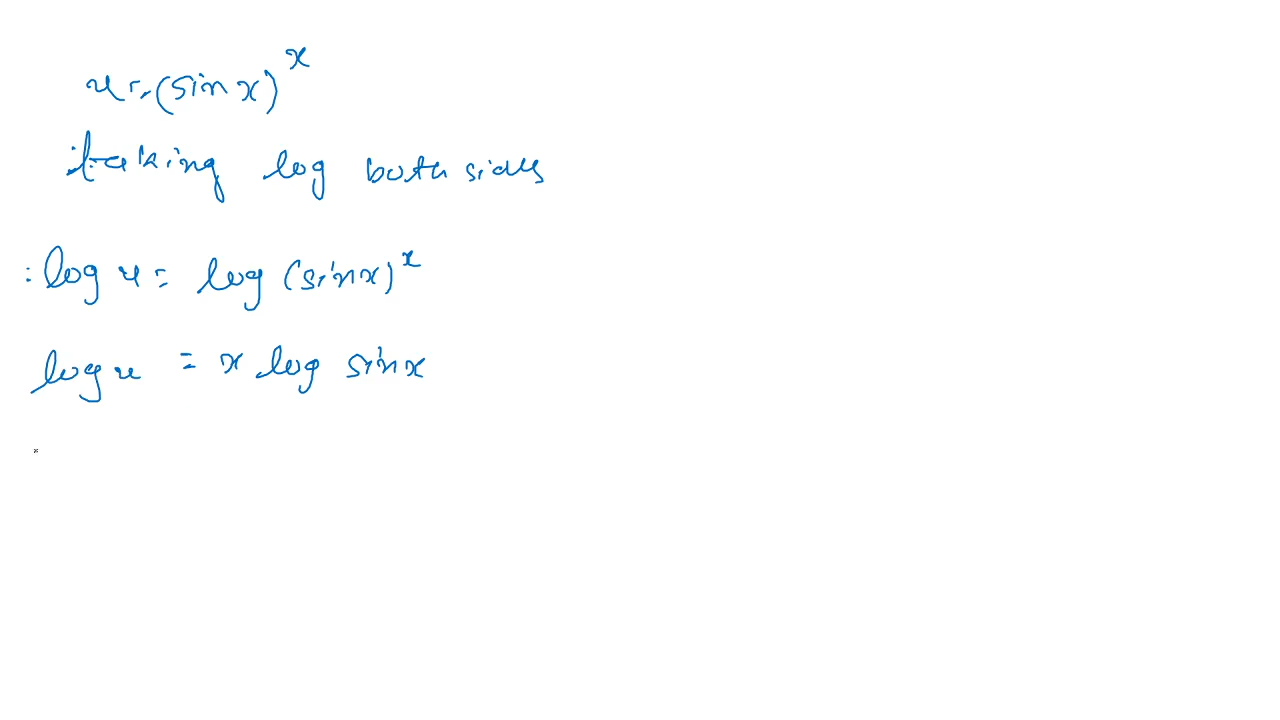 u = (sin x)^x
taking log both sides
: log u = log (sin x)^x
log u = x log sin x